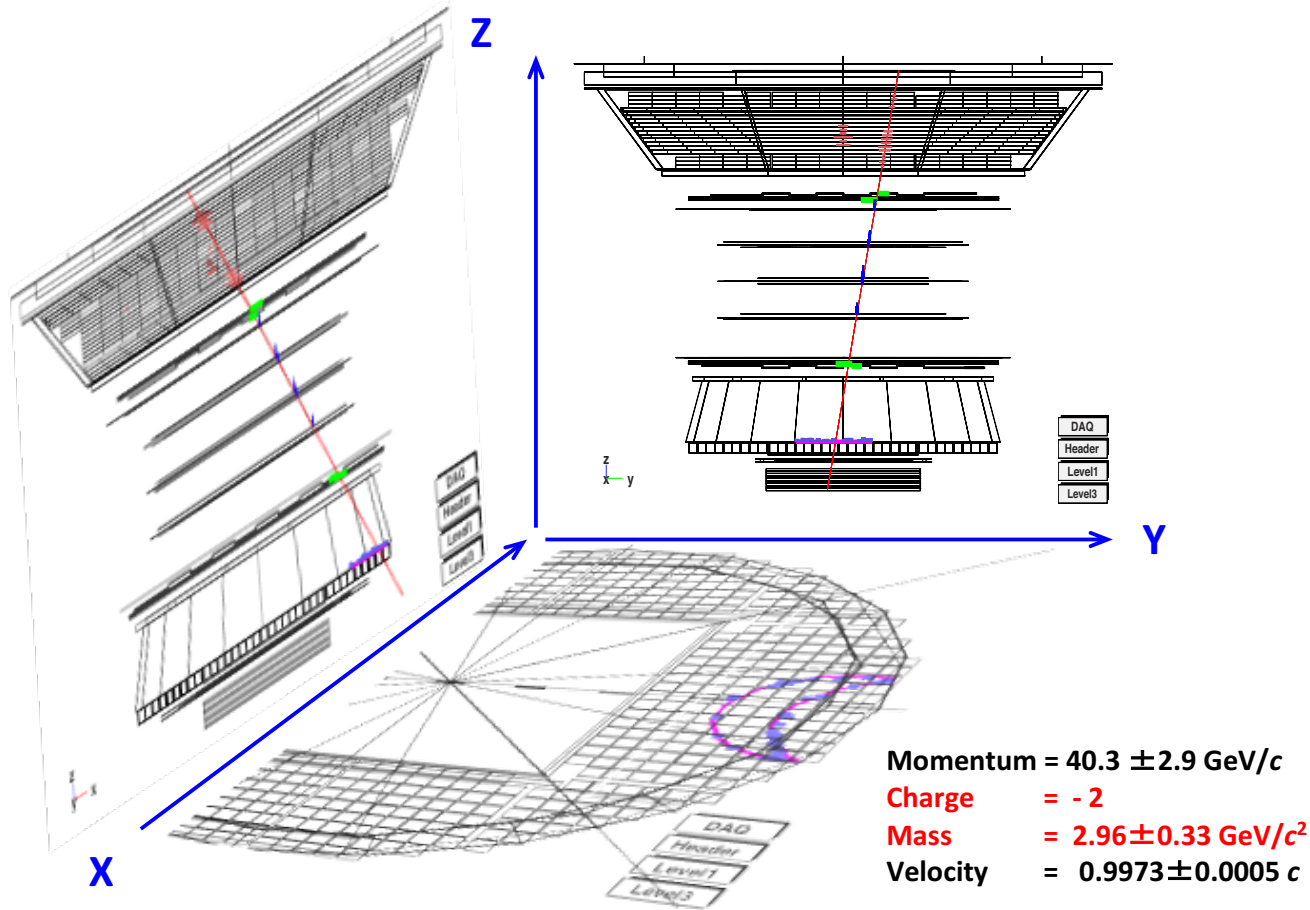 Z
DAQ
Header
Level1
Level3
z
x y
DAQ
Header
Level1
Level3
Y
z
y x
X
DAQ
Header
Level1
Level3
Momentum = 40.3 ±2.9 GeV/c
Charge = - 2
Mass = 2.96±0.33 GeV/c²
Velocity = 0.9973±0.0005 c